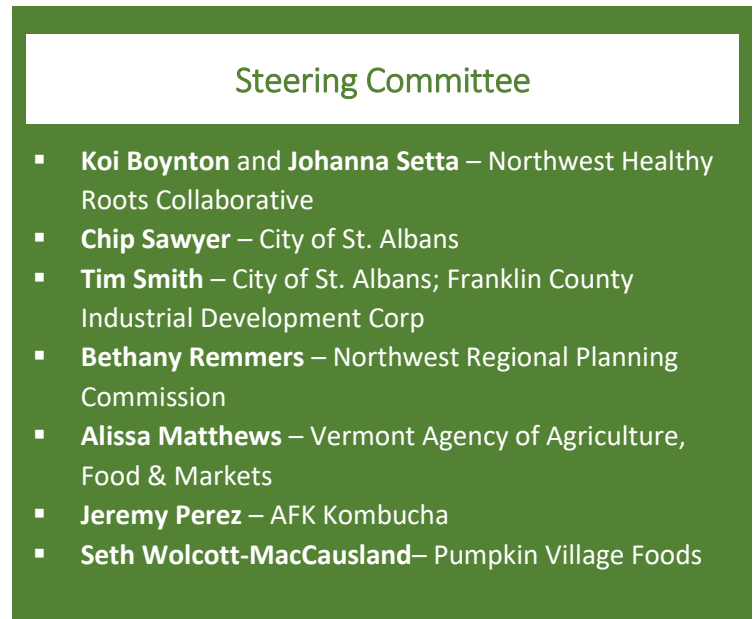 Steering Committee
▪ Koi Boynton and Johanna Setta – Northwest Healthy
Roots Collaborative
▪ Chip Sawyer – City of St. Albans
▪ Tim Smith – City of St. Albans; Franklin County
Industrial Development Corp
▪ Bethany Remmers – Northwest Regional Planning
Commission
▪ Alissa Matthews – Vermont Agency of Agriculture,
Food & Markets
▪ Jeremy Perez – AFK Kombucha
▪ Seth Wolcott-MacCausland– Pumpkin Village Foods